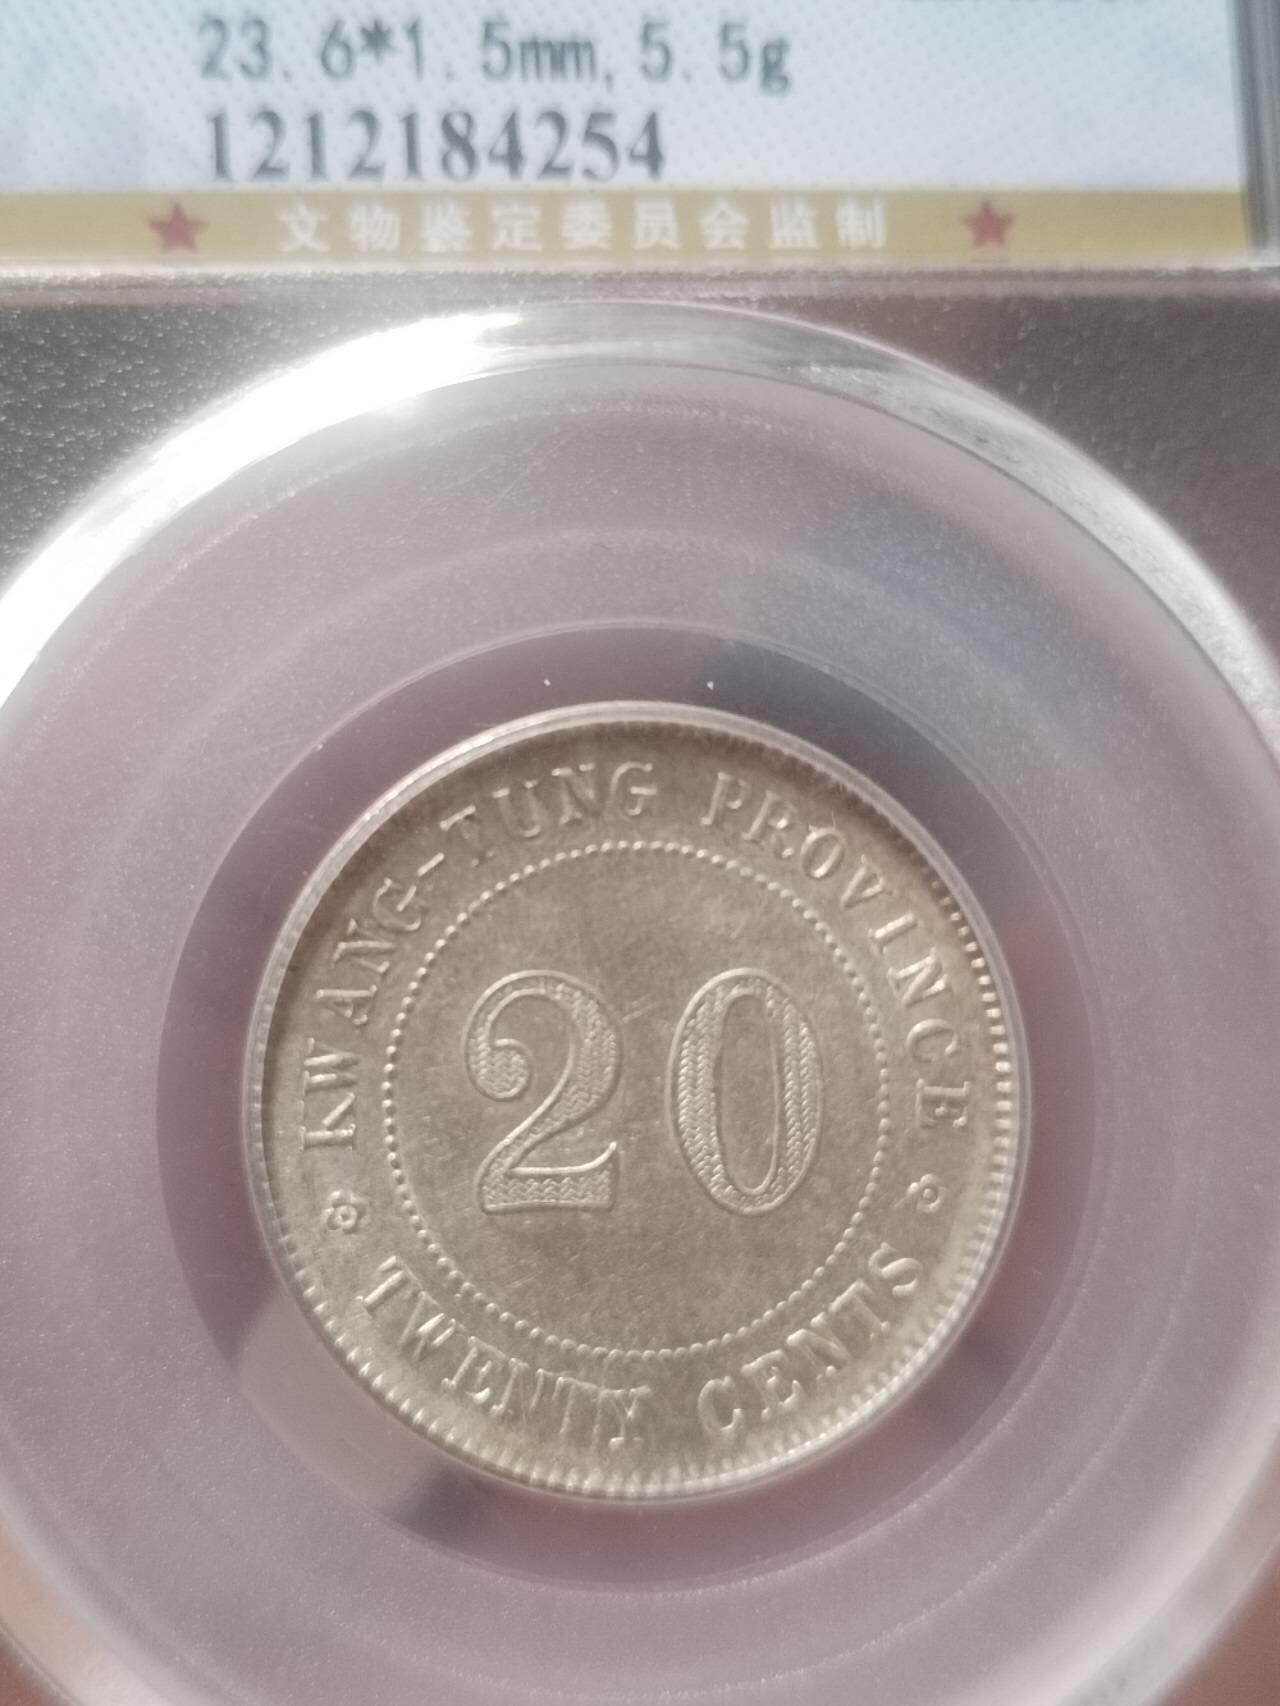 23.6*1.5mm,5.5g
1212184254
★ 文物鉴定委员会监制 ★
KWANG-TUNG PROVINCE
20
TWENTY CENTS